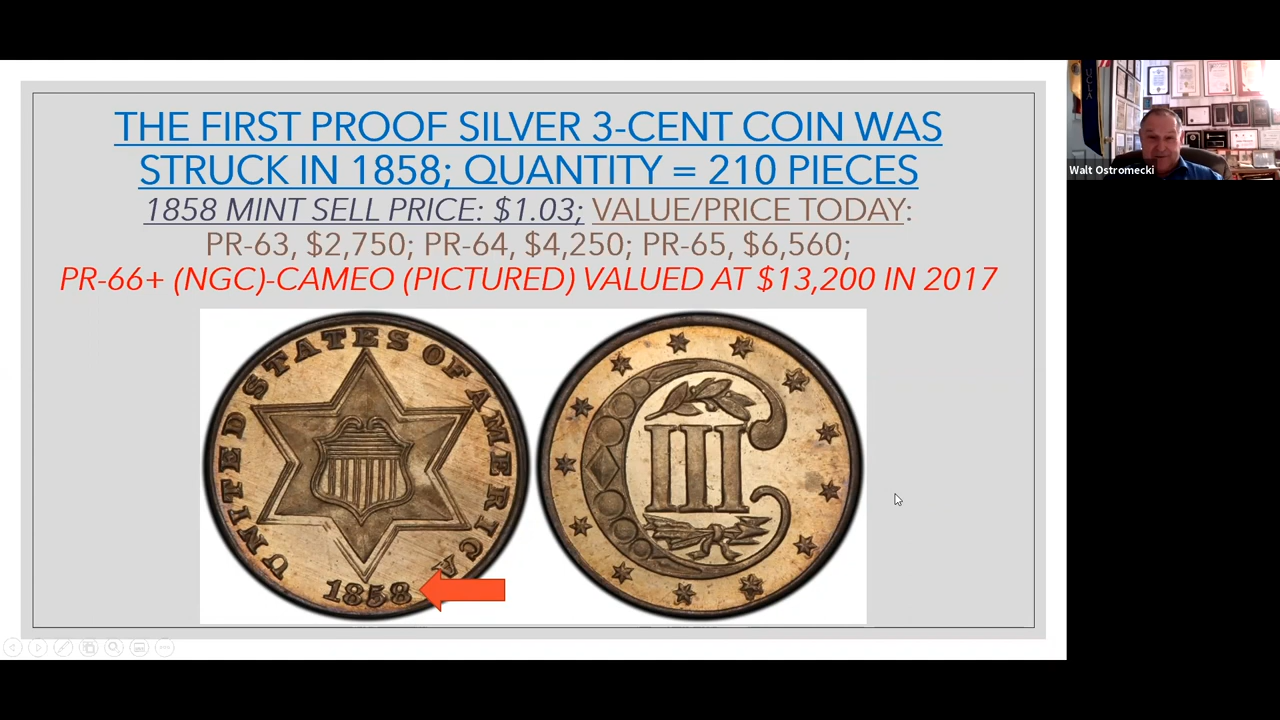 THE FIRST PROOF SILVER 3-CENT COIN WAS
STRUCK IN 1858; QUANTITY = 210 PIECES
1858 MINT SELL PRICE: $1.03; VALUE/PRICE TODAY:
PR-63, $2,750; PR-64, $4,250; PR-65, $6,560;
PR-66+ (NGC)-CAMEO (PICTURED) VALUED AT $13,200 IN 2017
UNITED STATES OF AMERICA
1858
III
UCLA
Walt Ostromecki